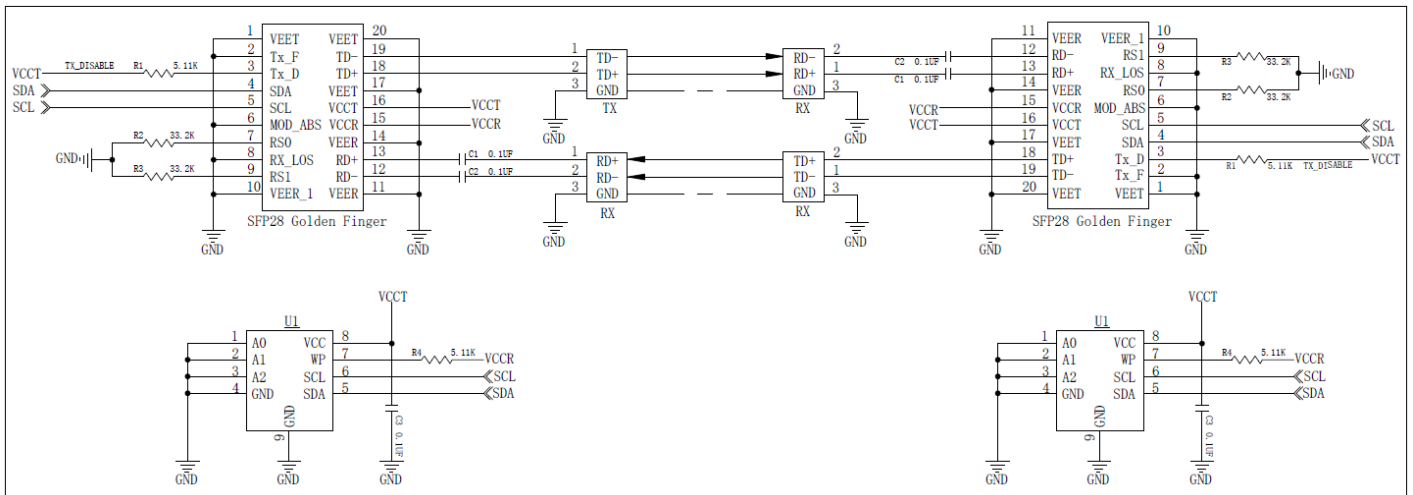 1 VEET VEET 20
2 Tx_F TD- 19
VCCT TX_DISABLE R1 5.11K 3 Tx_D TD+ 18
SDA 4 SDA VEET 17
SCL 5 SCL VCCT 16 VCCT
6 MOD_ABS VCCR 15 VCCR
R2 33.2K 7 RS0 VEER 14
GND 8 RX_LOS RD+ 13 C1 0.1UF
R3 33.2K 9 RS1 RD- 12 C2 0.1UF
10 VEER_1 VEER 11
SFP28 Golden Finger
GND GND
1 TD- RD- 2
2 TD+ RD+ 1
3 GND GND 3
TX RX
GND GND
1 RD+ TD+ 2
2 RD- TD- 1
3 GND GND 3
RX RX
GND GND
11 VEER VEER_1 10
C2 0.1UF 12 RD- RS1 9 R3 33.2K
C1 0.1UF 13 RD+ RX_LOS 8 GND
14 VEER RS0 7 R2 33.2K
VCCR 15 VCCR MOD_ABS 6
VCCT 16 VCCT SCL 5 SCL
17 VEET SDA 4 SDA
18 TD+ Tx_D 3 R1 5.11K TX_DISABLE VCCT
19 TD- Tx_F 2
20 VEET VEET 1
SFP28 Golden Finger
GND GND
VCCT
U1
1 A0 VCC 8
2 A1 WP 7 R4 5.11K VCCR
3 A2 SCL 6 SCL
4 GND SDA 5 SDA
GND
9
C3 0.1UF
GND GND GND
VCCT
U1
1 A0 VCC 8
2 A1 WP 7 R4 5.11K VCCR
3 A2 SCL 6 SCL
4 GND SDA 5 SDA
GND
9
C3 0.1UF
GND GND GND